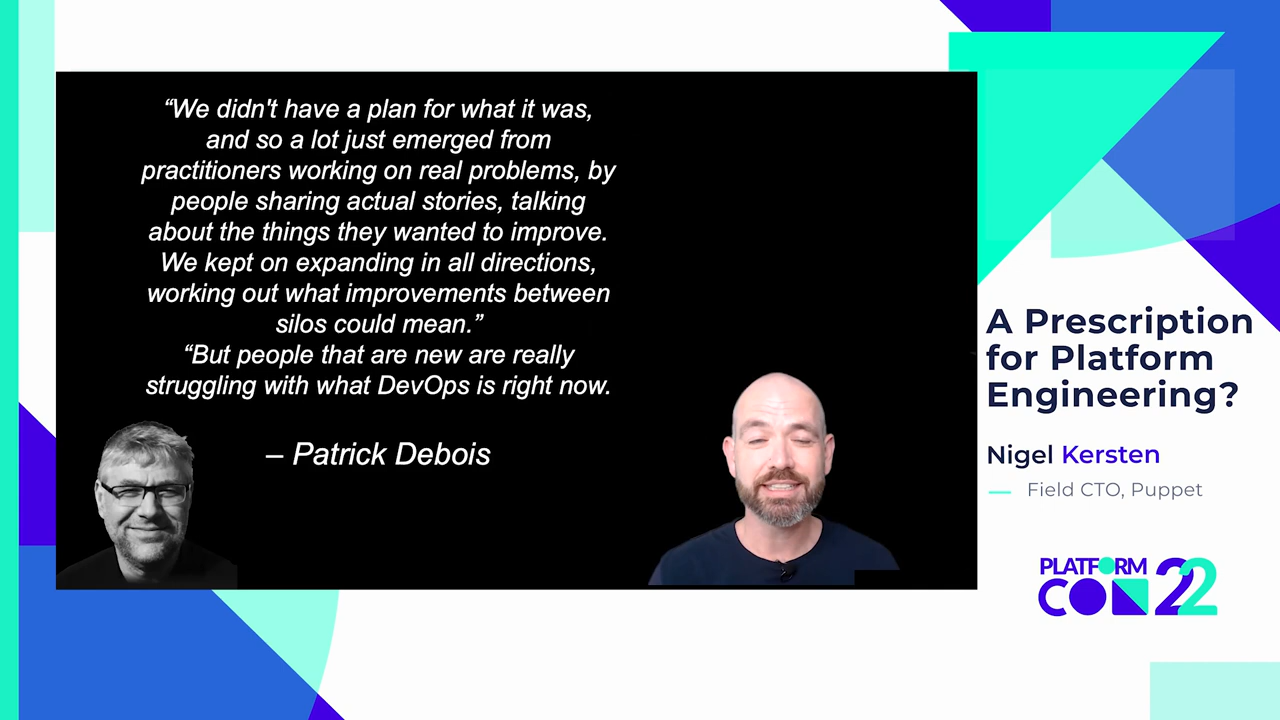 “We didn't have a plan for what it was,
and so a lot just emerged from
practitioners working on real problems, by
people sharing actual stories, talking
about the things they wanted to improve.
We kept on expanding in all directions,
working out what improvements between
silos could mean.”
“But people that are new are really
struggling with what DevOps is right now.
– Patrick Debois
A Prescription
for Platform
Engineering?
Nigel Kersten
Field CTO, Puppet
PLATFORM
CON 22